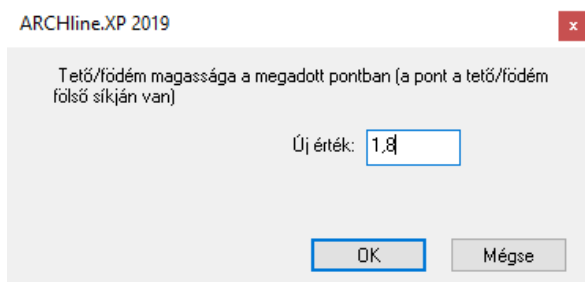 ARCHline.XP 2019
x
Tető/födém magassága a megadott pontban (a pont a tető/födém
fölső síkján van)
Új érték: 1,8
OK Mégse